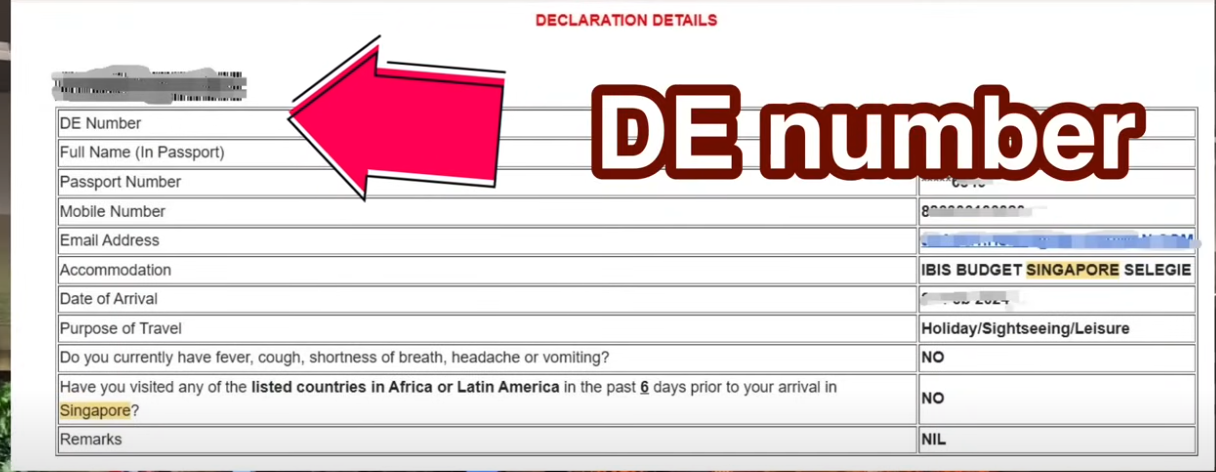 DECLARATION DETAILS
DE number
DE Number
Full Name (In Passport)
Passport Number
Mobile Number
Email Address
Accommodation IBIS BUDGET SINGAPORE SELEGIE
Date of Arrival
Purpose of Travel Holiday/Sightseeing/Leisure
Do you currently have fever, cough, shortness of breath, headache or vomiting? NO
Have you visited any of the listed countries in Africa or Latin America in the past 6 days prior to your arrival in
Singapore? NO
Remarks NIL